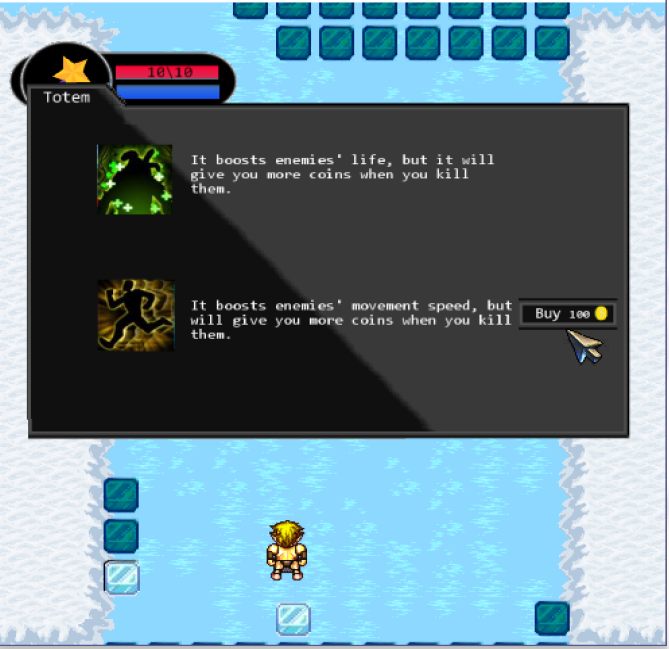 10\10
Totem
It boosts enemies' life, but it will
give you more coins when you kill
them.
It boosts enemies' movement speed, but
will give you more coins when you kill
them.
Buy 100